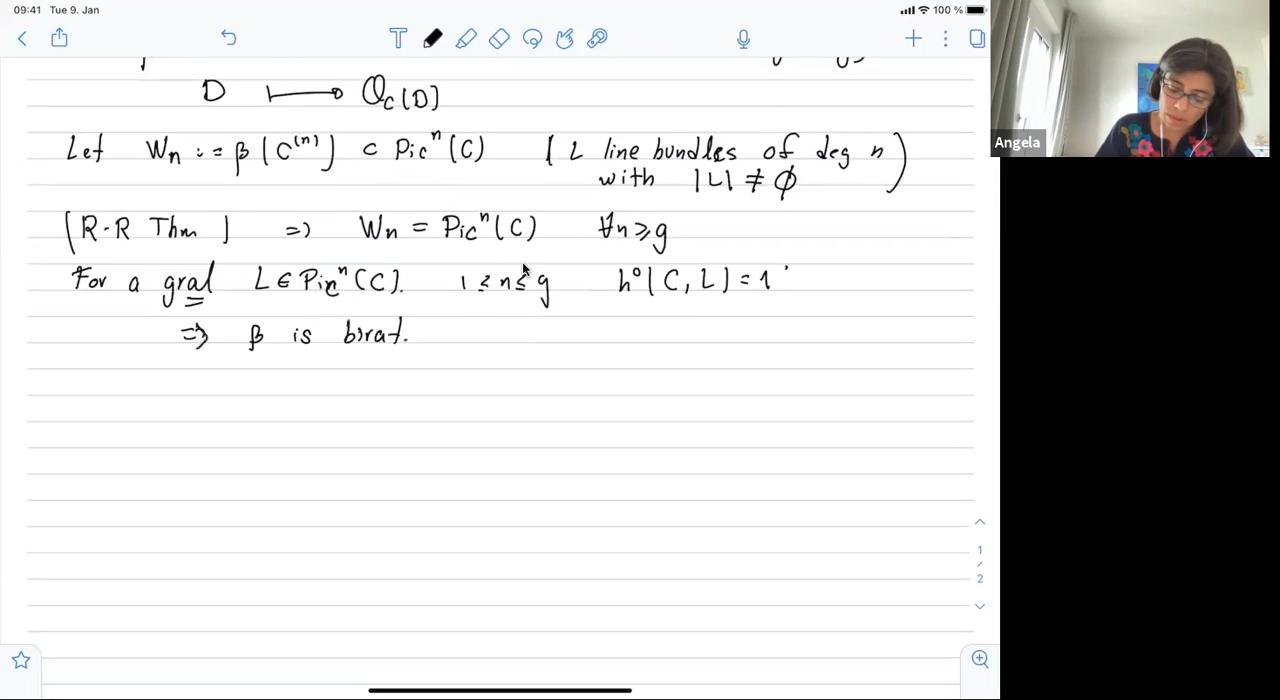 09:41 Tue 9. Jan
100 %
D ↦ O_C(D)
Let W_n := β(C^(n)) ⊂ Pic^n(C) (L line bundles of deg n
with |L| ≠ ∅)
(R-R Thm) ⇒ W_n = Pic^n(C) ∀n ≥ g
For a gral L ∈ Pic^n(C). 1 ≤ n ≤ g h^0(C, L) = 1
⇒ β is birat.
Angela
1
/
2